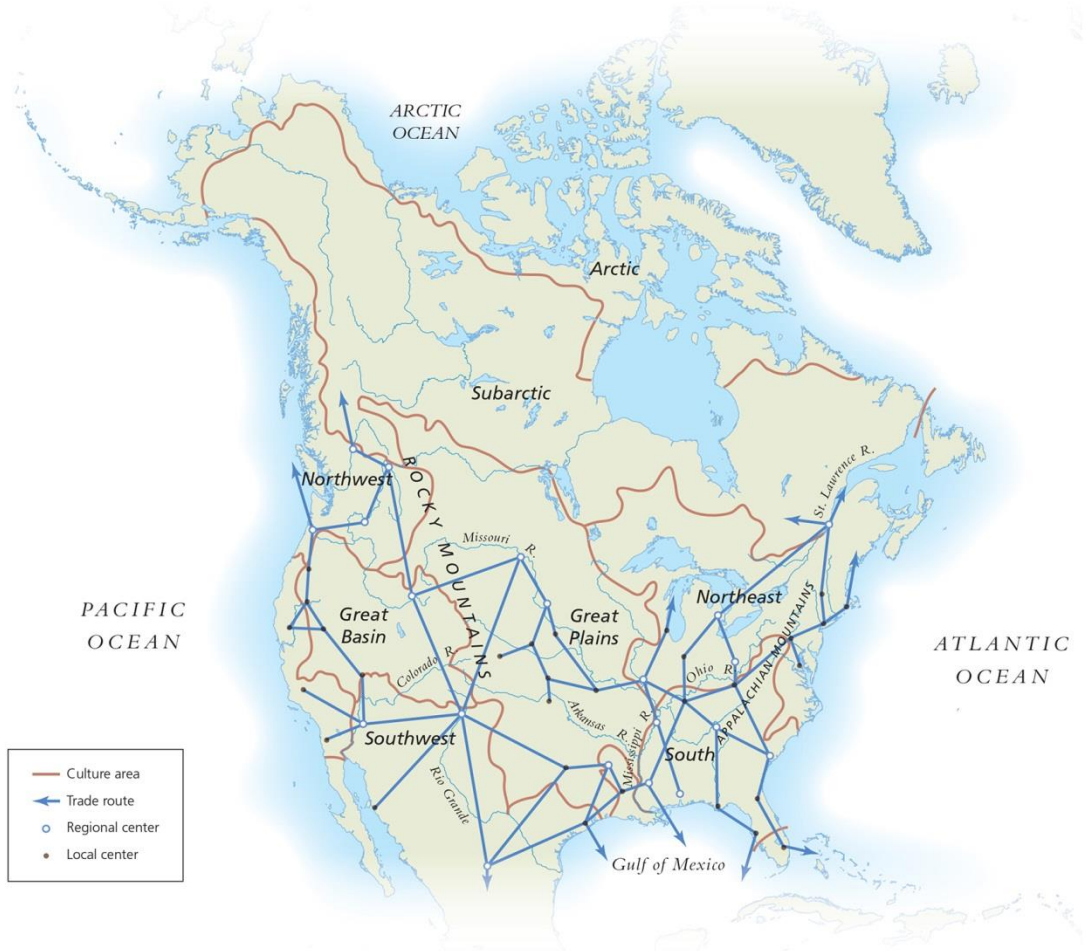 ARCTIC
OCEAN
Arctic
Subarctic
St. Lawrence R.
Northwest
ROCKY MOUNTAINS
Missouri R.
Northeast
Great
Basin
Great
Plains
PACIFIC
OCEAN
ATLANTIC
OCEAN
APPALACHIAN MOUNTAINS
Colorado R.
Ohio R.
Arkansas R.
Mississippi R.
Southwest
South
Rio Grande
Gulf of Mexico
Culture area
Trade route
Regional center
Local center